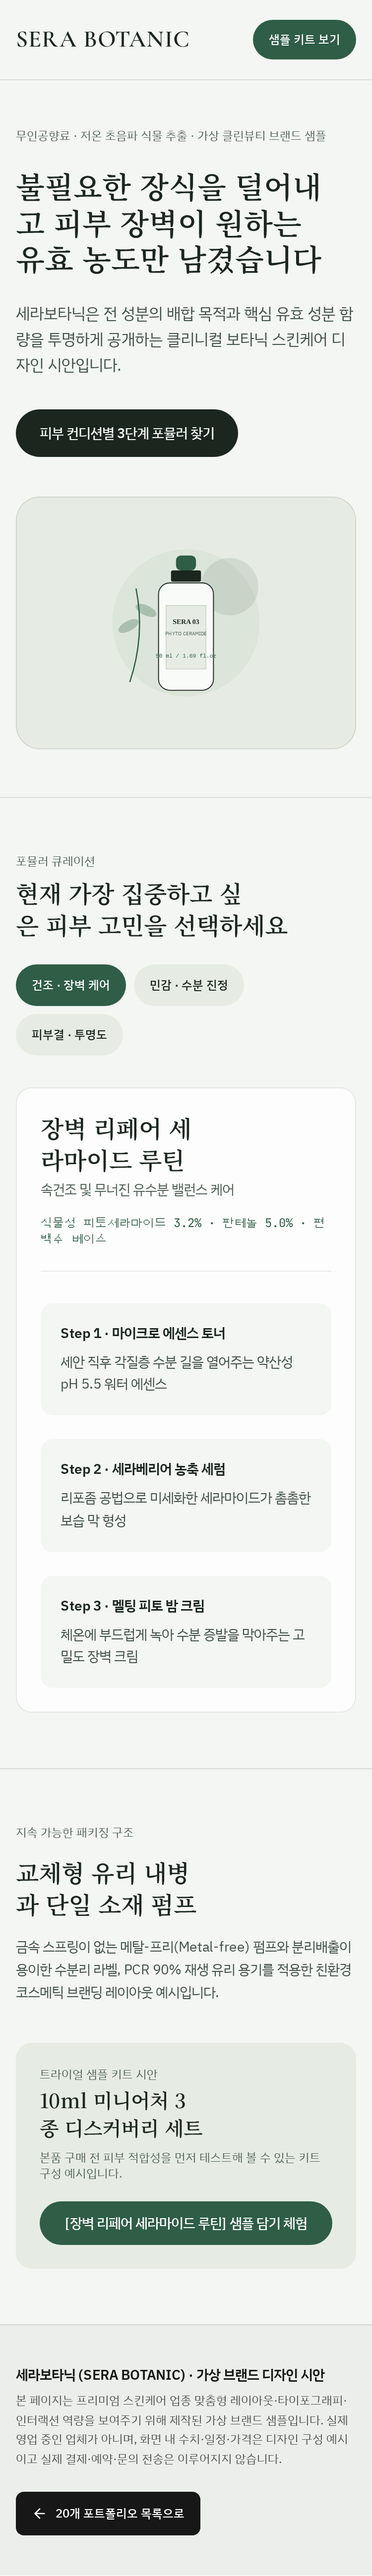 SERA BOTANIC
샘플 키트 보기
무인공향료 · 저온 초음파 식물 추출 · 가상 클린뷰티 브랜드 샘플
불필요한 장식을 덜어내
고 피부 장벽이 원하는
유효 농도만 남겼습니다
세라보타닉은 전 성분의 배합 목적과 핵심 유효 성분 함
량을 투명하게 공개하는 클리니컬 보타닉 스킨케어 디
자인 시안입니다.
피부 컨디션별 3단계 포뮬러 찾기
SERA 03
PHYTO CERAMIDE
50 ml / 1.69 fl.oz
포뮬러 큐레이션
현재 가장 집중하고 싶
은 피부 고민을 선택하세요
건조 · 장벽 케어
민감 · 수분 진정
피부결 · 투명도
장벽 리페어 세
라마이드 루틴
속건조 및 무너진 유수분 밸런스 케어
식물성 피토세라마이드 3.2% · 판테놀 5.0% · 편
백수 베이스
Step 1 · 마이크로 에센스 토너
세안 직후 각질층 수분 길을 열어주는 약산성
pH 5.5 워터 에센스
Step 2 · 세라베리어 농축 세럼
리포좀 공법으로 미세화한 세라마이드가 촘촘한
보습 막 형성
Step 3 · 멜팅 피토 밤 크림
체온에 부드럽게 녹아 수분 증발을 막아주는 고
밀도 장벽 크림
지속 가능한 패키징 구조
교체형 유리 내병
과 단일 소재 펌프
금속 스프링이 없는 메탈-프리(Metal-free) 펌프와 분리배출이
용이한 수분리 라벨, PCR 90% 재생 유리 용기를 적용한 친환경
코스메틱 브랜딩 레이아웃 예시입니다.
트라이얼 샘플 키트 시안
10ml 미니어처 3
종 디스커버리 세트
본품 구매 전 피부 적합성을 먼저 테스트해 볼 수 있는 키트
구성 예시입니다.
[장벽 리페어 세라마이드 루틴] 샘플 담기 체험
세라보타닉 (SERA BOTANIC) · 가상 브랜드 디자인 시안
본 페이지는 프리미엄 스킨케어 업종 맞춤형 레이아웃·타이포그래피·
인터랙션 역량을 보여주기 위해 제작된 가상 브랜드 샘플입니다. 실제
영업 중인 업체가 아니며, 화면 내 수치·일정·가격은 디자인 구성 예시
이고 실제 결제·예약·문의 전송은 이루어지지 않습니다.
← 20개 포트폴리오 목록으로